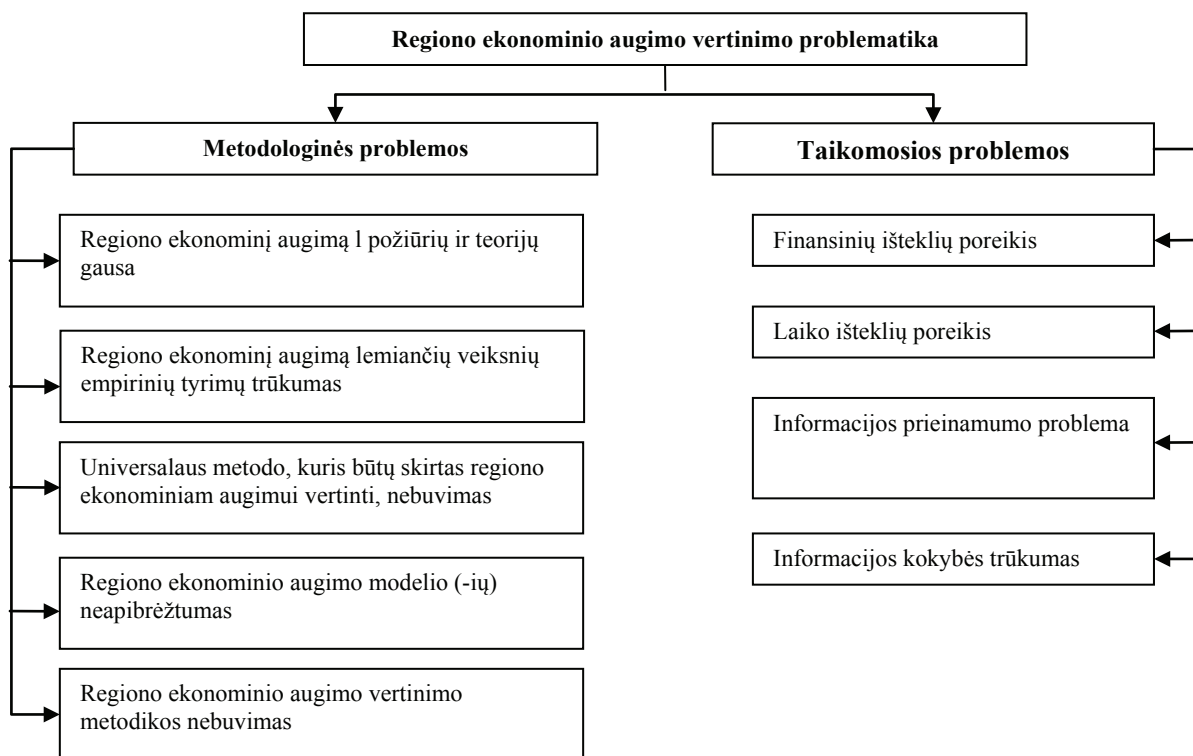 Regiono ekonominio augimo vertinimo problematika
Metodologinės problemos
Regiono ekonominį augimą l požiūrių ir teorijų
gausa
Regiono ekonominį augimą lemiančių veiksnių
empirinių tyrimų trūkumas
Universalaus metodo, kuris būtų skirtas regiono
ekonominiam augimui vertinti, nebuvimas
Regiono ekonominio augimo modelio (-ių)
neapibrėžtumas
Regiono ekonominio augimo vertinimo
metodikos nebuvimas
Taikomosios problemos
Finansinių išteklių poreikis
Laiko išteklių poreikis
Informacijos prieinamumo problema
Informacijos kokybės trūkumas